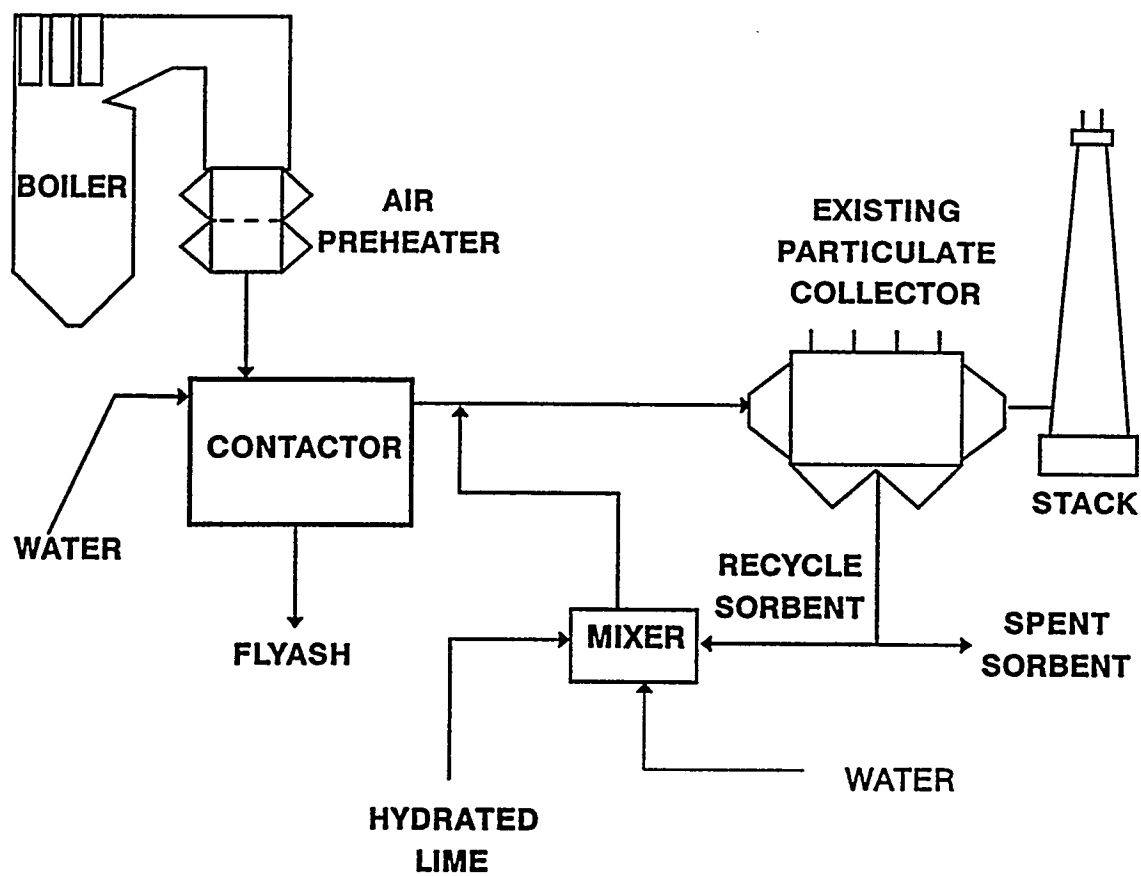 BOILER
AIR
PREHEATER
EXISTING
PARTICULATE
COLLECTOR
CONTACTOR
WATER
STACK
FLYASH
RECYCLE
SORBENT
MIXER
SPENT
SORBENT
WATER
HYDRATED
LIME